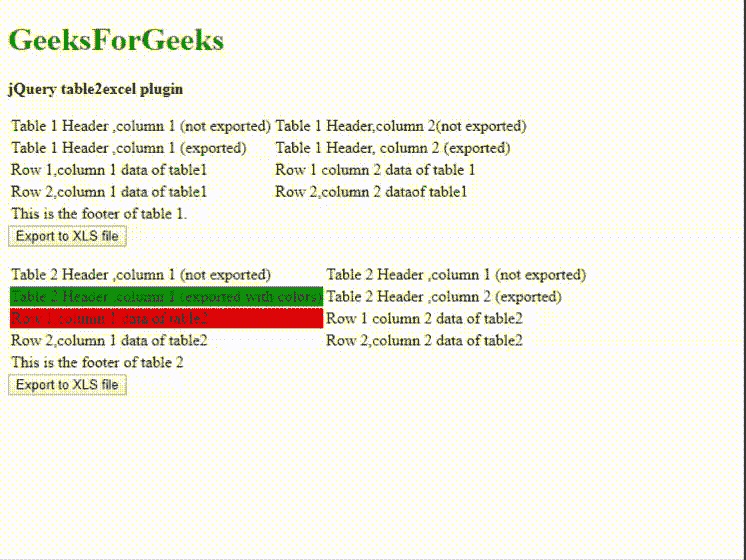 GeeksForGeeks
jQuery table2excel plugin
Table 1 Header ,column 1 (not exported) Table 1 Header,column 2(not exported)
Table 1 Header ,column 1 (exported) Table 1 Header, column 2 (exported)
Row 1,column 1 data of table1 Row 1 column 2 data of table 1
Row 2,column 1 data of table1 Row 2,column 2 dataof table1
This is the footer of table 1.
Export to XLS file
Table 2 Header ,column 1 (not exported) Table 2 Header ,column 1 (not exported)
Table 2 Header ,column 1 (exported with colors) Table 2 Header ,column 2 (exported)
Row 1,column 1 data of table2 Row 1 column 2 data of table2
Row 2,column 1 data of table2 Row 2,column 2 data of table2
This is the footer of table 2
Export to XLS file